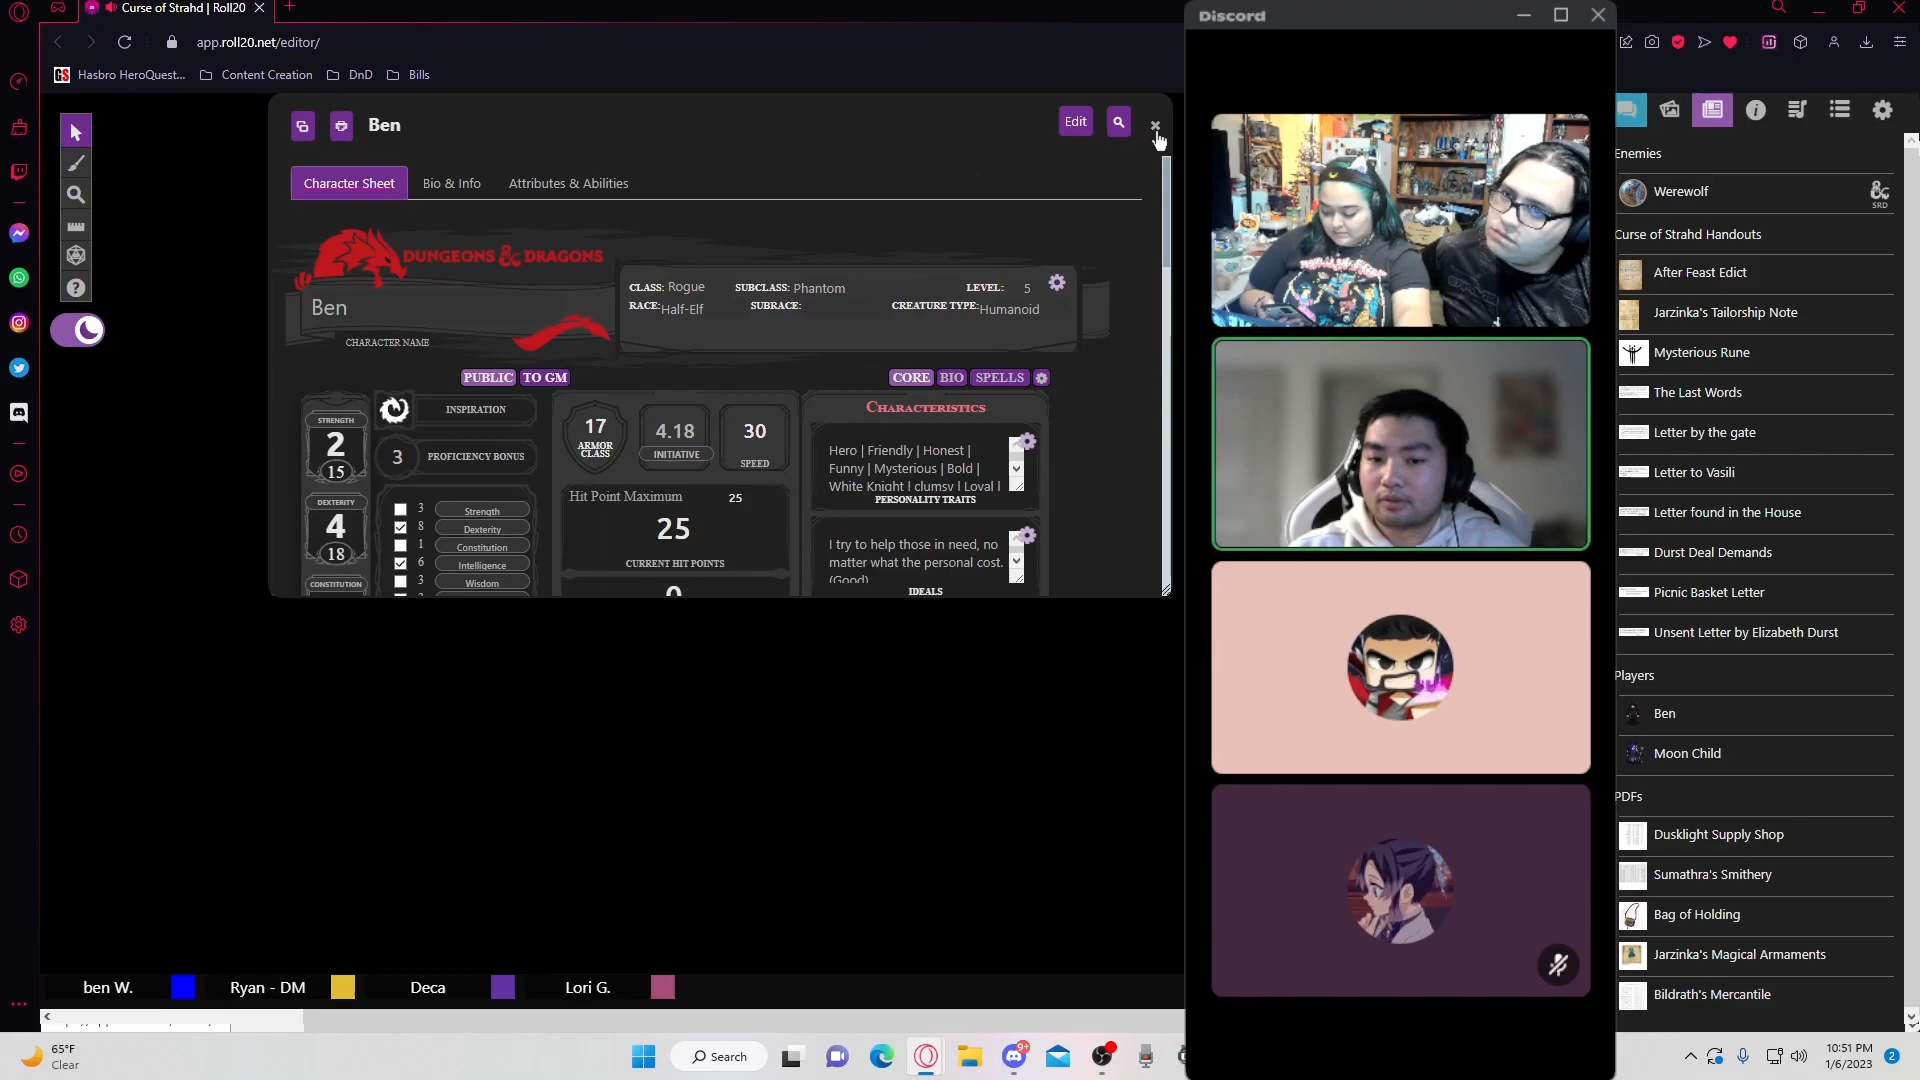 Curse of Strahd | Roll20
Discord
app.roll20.net/editor/
Hasbro HeroQuest...
Content Creation
DnD
Bills
Ben
Edit
Character Sheet
Bio & Info
Attributes & Abilities
DUNGEONS & DRAGONS
Ben
CHARACTER NAME
CLASS: Rogue
SUBCLASS: Phantom
LEVEL: 5
RACE: Half-Elf
SUBRACE:
CREATURE TYPE: Humanoid
PUBLIC
TO GM
CORE
BIO
SPELLS
STRENGTH
2
15
DEXTERITY
4
18
CONSTITUTION
INSPIRATION
3
PROFICIENCY BONUS
3 Strength
8 Dexterity
1 Constitution
6 Intelligence
3 Wisdom
17
ARMOR
CLASS
4.18
INITIATIVE
30
SPEED
Hit Point Maximum 25
25
CURRENT HIT POINTS
0
CHARACTERISTICS
Hero | Friendly | Honest |
Funny | Mysterious | Bold |
White Knight | clumsy | Loyal |
PERSONALITY TRAITS
I try to help those in need, no
matter what the personal cost.
(Good)
IDEALS
Enemies
Werewolf
SRD
Curse of Strahd Handouts
After Feast Edict
Jarzinka's Tailorship Note
Mysterious Rune
The Last Words
Letter by the gate
Letter to Vasili
Letter found in the House
Durst Deal Demands
Picnic Basket Letter
Unsent Letter by Elizabeth Durst
Players
Ben
Moon Child
PDFs
Dusklight Supply Shop
Sumathra's Smithery
Bag of Holding
Jarzinka's Magical Armaments
Bildrath's Mercantile
ben W.
Ryan - DM
Deca
Lori G.
65°F
Clear
Search
9+
10:51 PM
1/6/2023
2